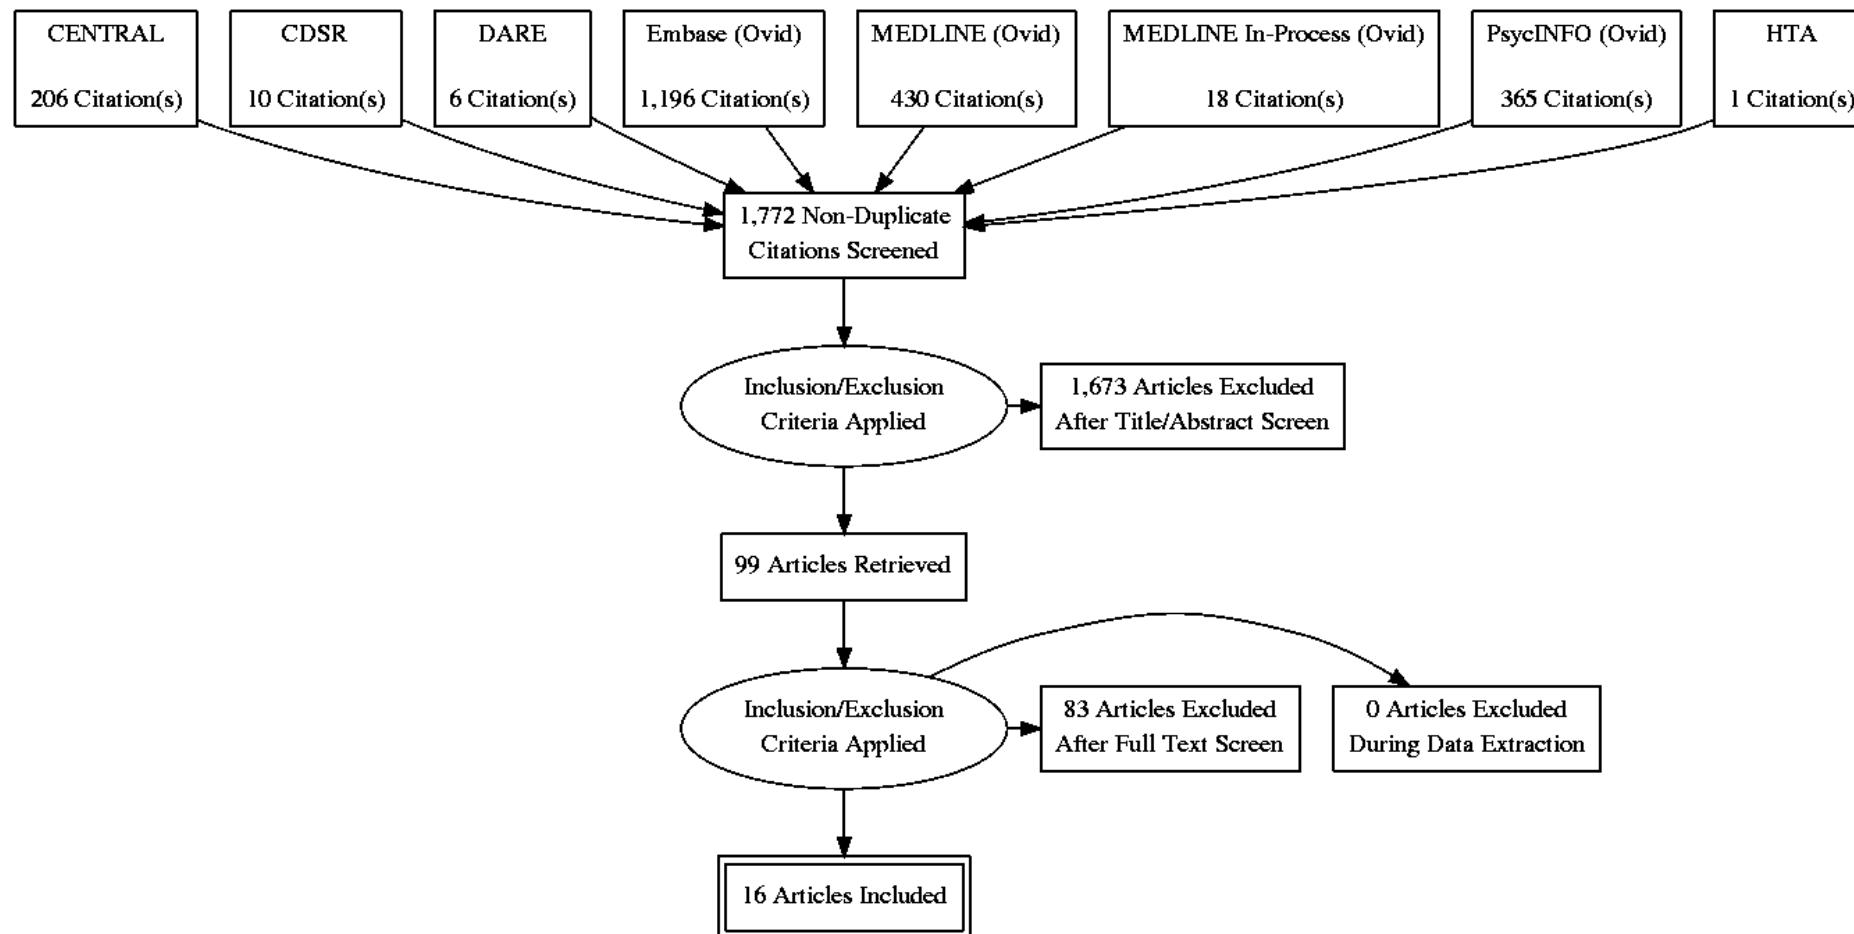 CENTRAL
206 Citation(s)
CDSR
10 Citation(s)
DARE
6 Citation(s)
Embase (Ovid)
1,196 Citation(s)
MEDLINE (Ovid)
430 Citation(s)
MEDLINE In-Process (Ovid)
18 Citation(s)
PsycINFO (Ovid)
365 Citation(s)
HTA
1 Citation(s)
1,772 Non-Duplicate
Citations Screened
Inclusion/Exclusion
Criteria Applied
1,673 Articles Excluded
After Title/Abstract Screen
99 Articles Retrieved
Inclusion/Exclusion
Criteria Applied
83 Articles Excluded
After Full Text Screen
0 Articles Excluded
During Data Extraction
16 Articles Included